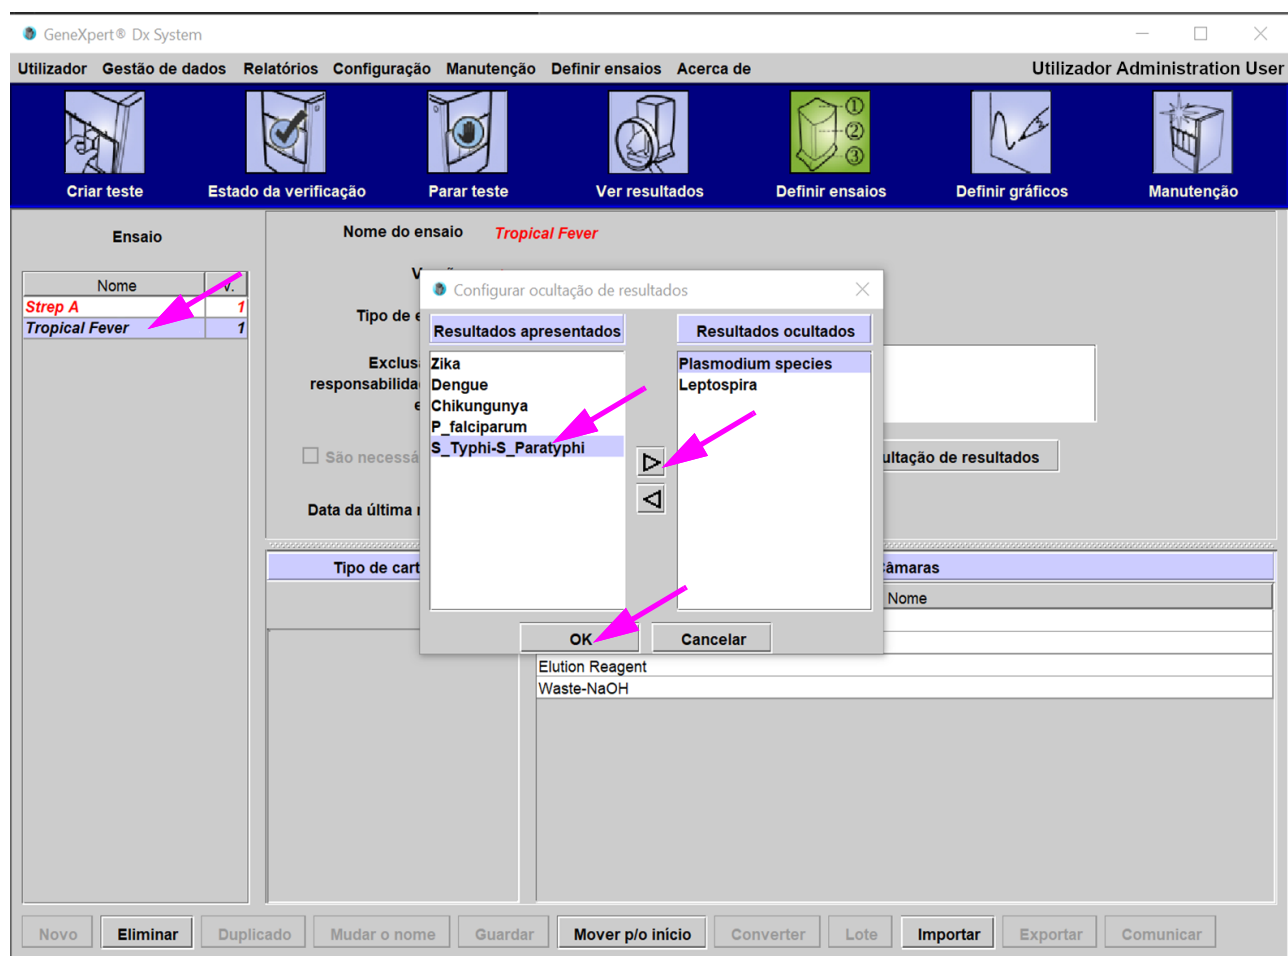 GeneXpert® Dx System
Utilizador Gestão de dados Relatórios Configuração Manutenção Definir ensaios Acerca de Utilizador Administration User
Criar teste Estado da verificação Parar teste Ver resultados Definir ensaios Definir gráficos Manutenção
① ② ③
Ensaio
Nome V.
Strep A 1
Tropical Fever 1
Nome do ensaio Tropical Fever
Tipo de
responsabilida
São necessá
Data da última
ultação de resultados
Configurar ocultação de resultados
Resultados apresentados Resultados ocultados
Zika
Dengue
Chikungunya
P_falciparum
S_Typhi-S_Paratyphi
Plasmodium species
Leptospira
OK Cancelar
Tipo de cart
âmaras
Nome
Elution Reagent
Waste-NaOH
Novo Eliminar Duplicado Mudar o nome Guardar Mover p/o início Converter Lote Importar Exportar Comunicar